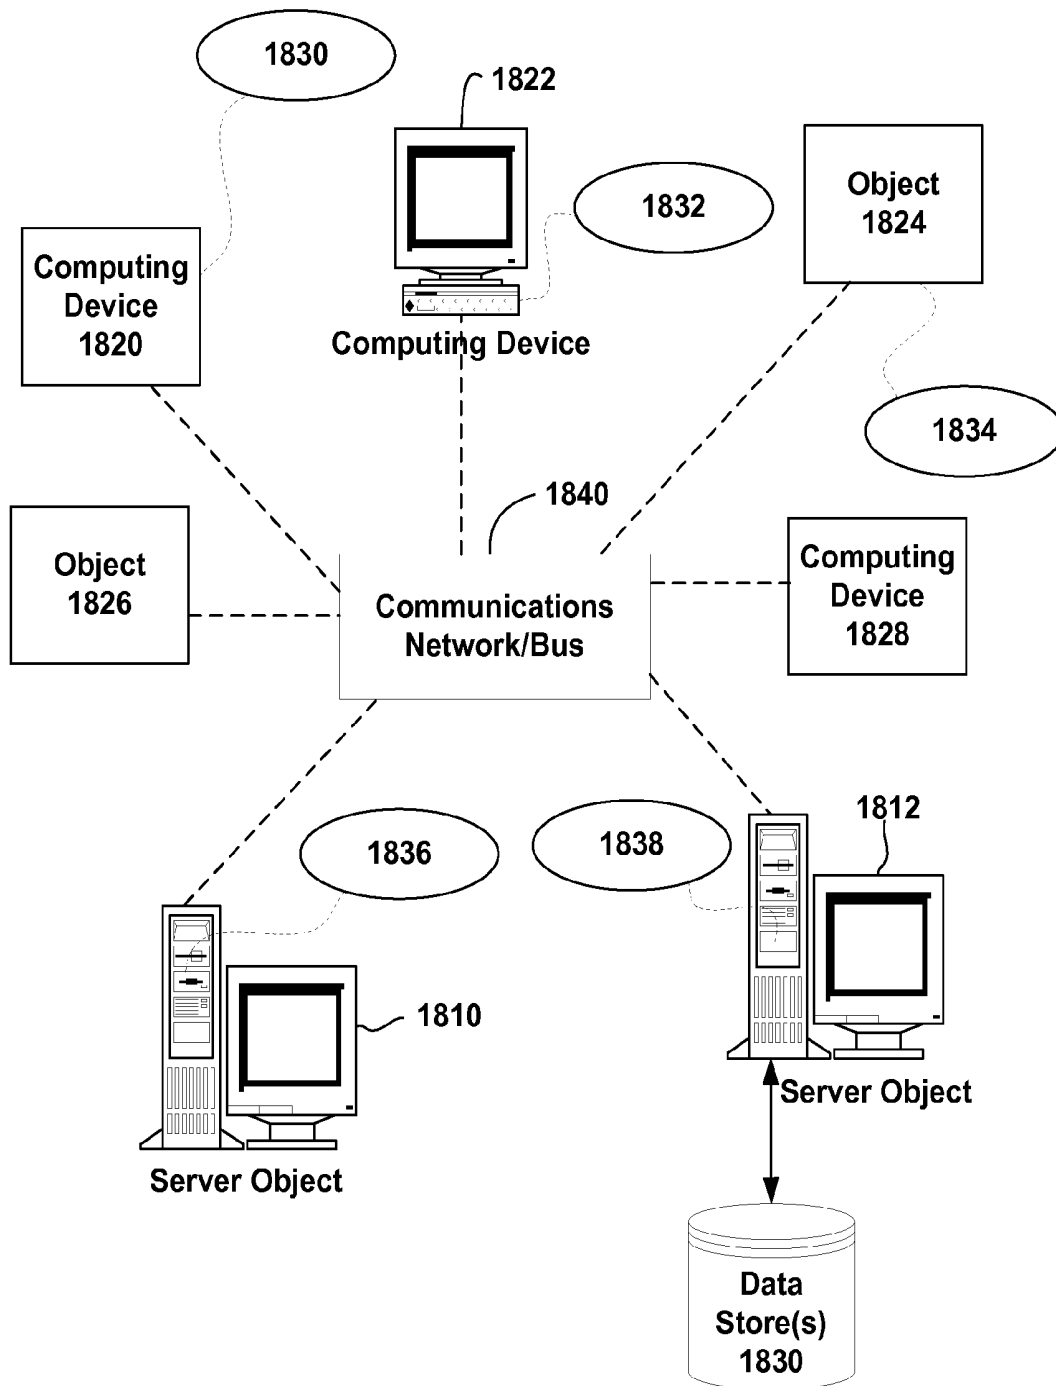 1830
1822
Object
1824
1832
Computing
Device
1820
Computing Device
1834
1840
Object
1826
Communications
Network/Bus
Computing
Device
1828
1812
1836
1838
1810
Server Object
Server Object
Data
Store(s)
1830